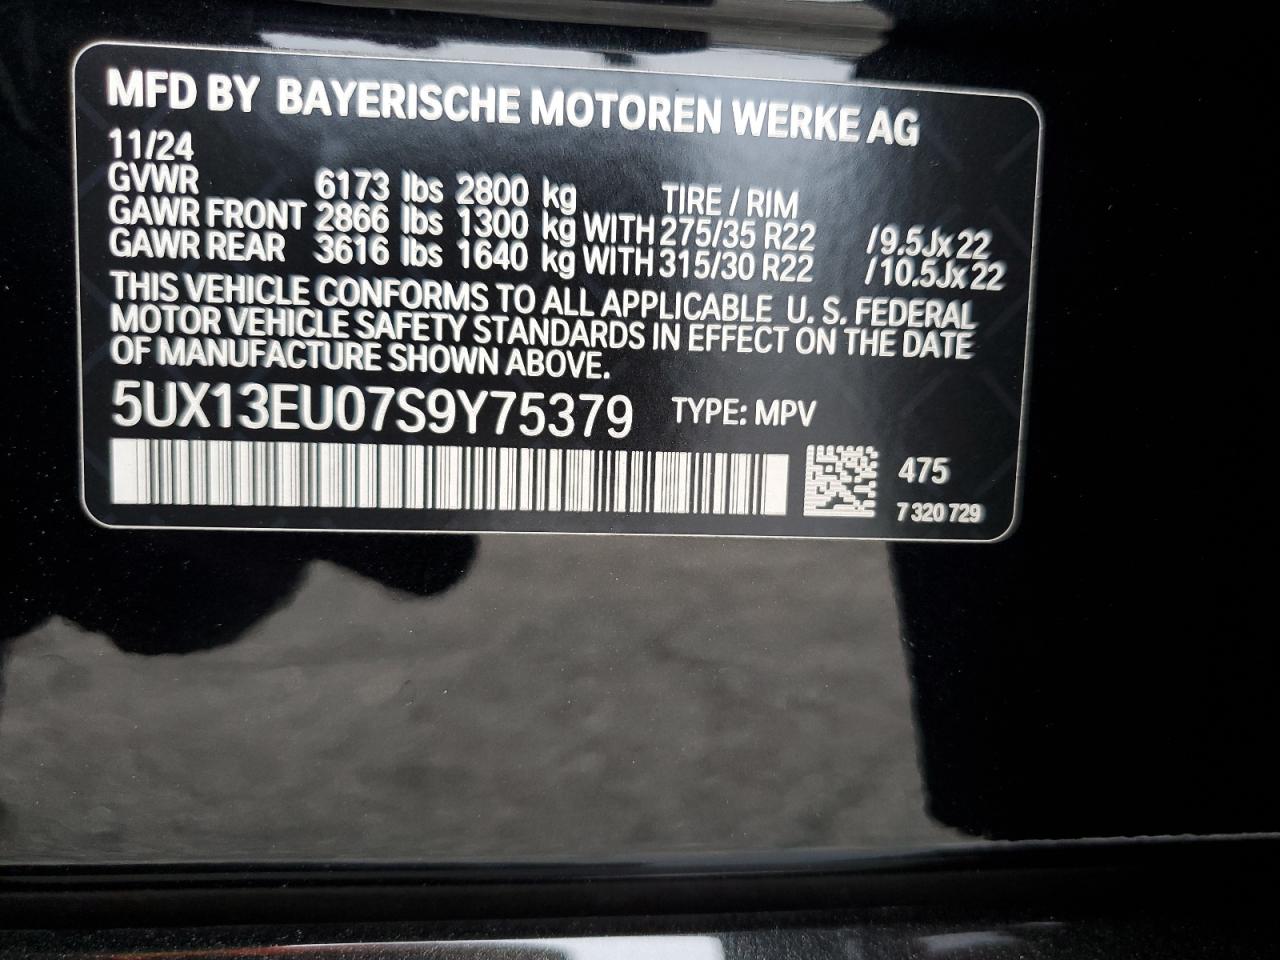 MFD BY BAYERISCHE MOTOREN WERKE AG
11/24
GVWR 6173 lbs 2800 kg TIRE / RIM
GAWR FRONT 2866 lbs 1300 kg WITH 275/35 R22 /9.5Jx22
GAWR REAR 3616 lbs 1640 kg WITH 315/30 R22 /10.5Jx22
THIS VEHICLE CONFORMS TO ALL APPLICABLE U. S. FEDERAL
MOTOR VEHICLE SAFETY STANDARDS IN EFFECT ON THE DATE
OF MANUFACTURE SHOWN ABOVE.
5UX13EU07S9Y75379 TYPE: MPV
475
7 320 729